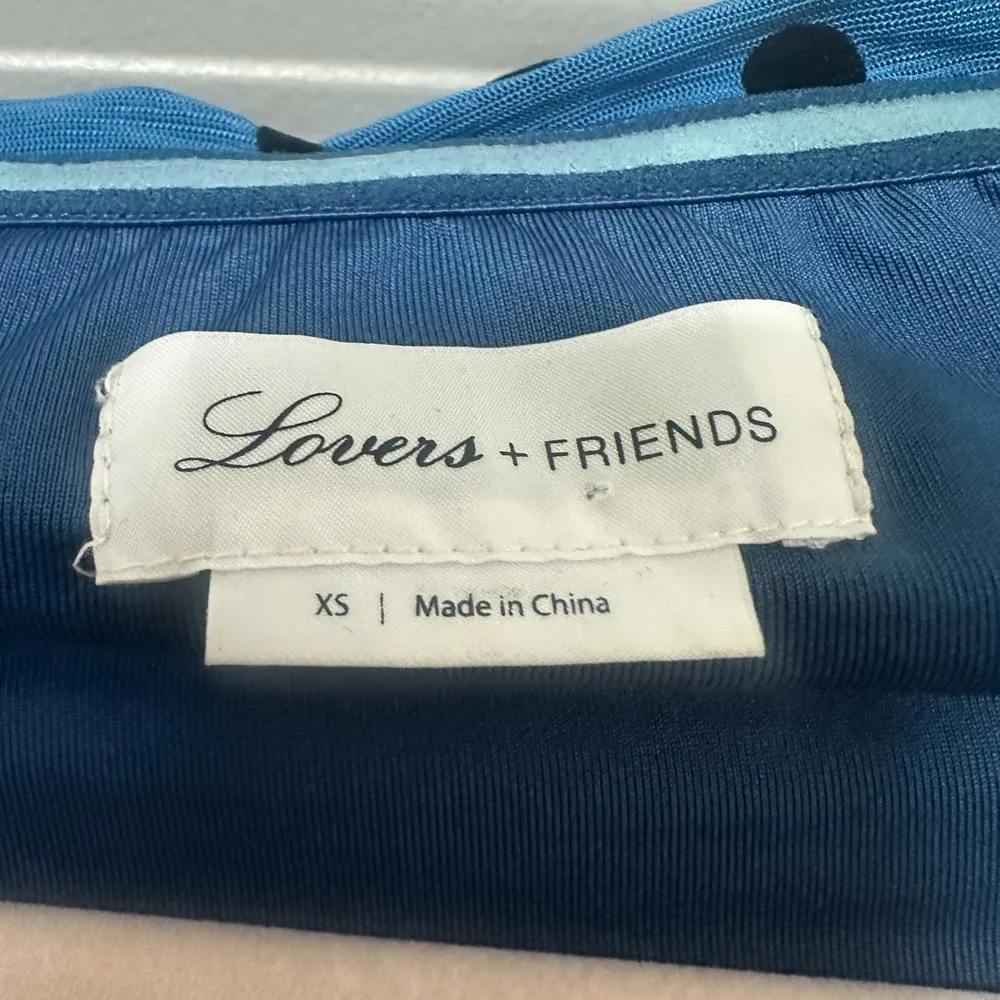 Lovers + FRIENDS
XS | Made in China